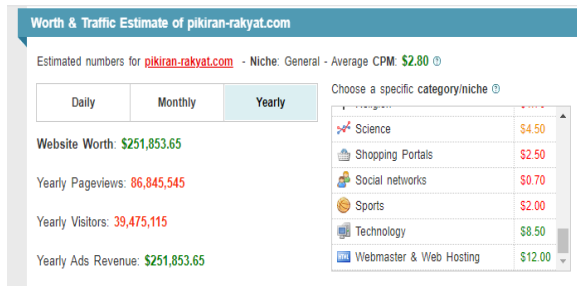 Worth & Traffic Estimate of pikiran-rakyat.com
Estimated numbers for pikiran-rakyat.com - Niche: General - Average CPM: $2.80
Choose a specific category/niche
Daily Monthly Yearly
Website Worth: $251,853.65
Yearly Pageviews: 86,845,545
Yearly Visitors: 39,475,115
Yearly Ads Revenue: $251,853.65
Science $4.50
Shopping Portals $2.50
Social networks $0.70
Sports $2.00
Technology $8.50
Webmaster & Web Hosting $12.00